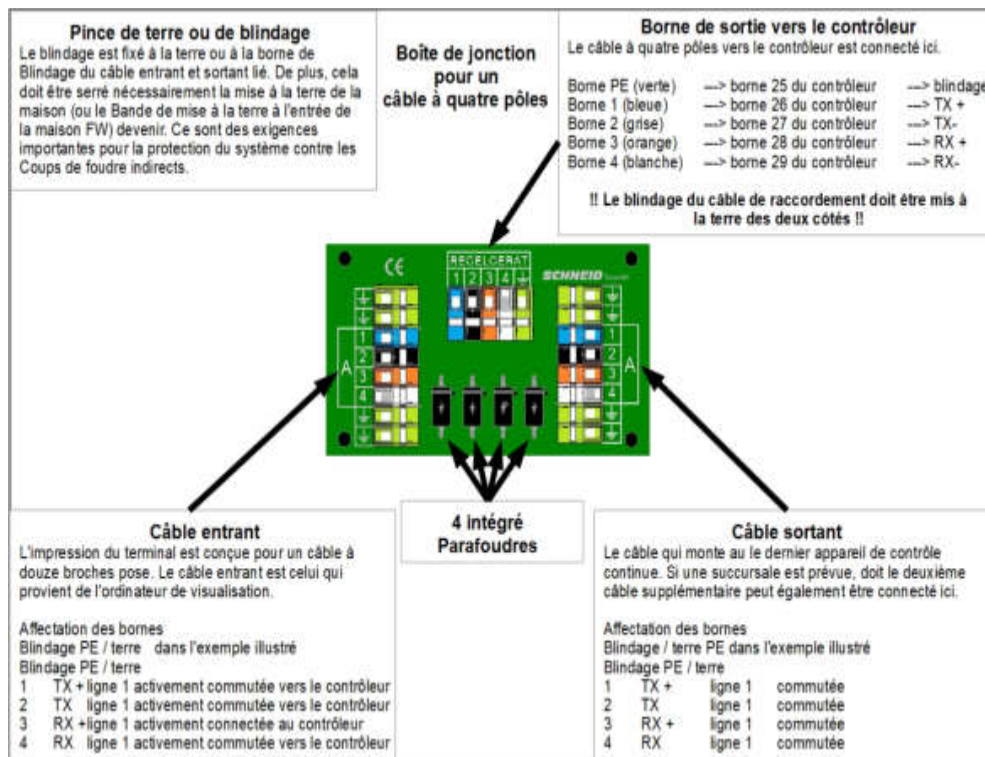 Pince de terre ou de blindage
Le blindage est fixé à la terre ou à la borne de
Blindage du câble entrant et sortant lié. De plus, cela
doit être serré nécessairement la mise à la terre de la
maison (ou le Bande de mise à la terre à l'entrée de
la maison FW) devenir. Ce sont des exigences
importantes pour la protection du système contre les
Coups de foudre indirects.
Boîte de jonction
pour un
câble à quatre pôles
Borne de sortie vers le contrôleur
Le câble à quatre pôles vers le contrôleur est connecté ici.
Borne PE (verte) ---> borne 25 du contrôleur ---> blindage
Borne 1 (bleue) ---> borne 26 du contrôleur ---> TX +
Borne 2 (grise) ---> borne 27 du contrôleur ---> TX-
Borne 3 (orange) ---> borne 28 du contrôleur ---> RX +
Borne 4 (blanche) ---> borne 29 du contrôleur ---> RX-
!! Le blindage du câble de raccordement doit être mis à
la terre des deux côtés !!
CE
REGELGERAT
1 2 3 4
SCHNEID
A
1
2
3
4
A
1
2
3
4
4 intégré
Parafoudres
Câble entrant
L'impression du terminal est conçue pour un câble à
douze broches pose. Le câble entrant est celui qui
provient de l'ordinateur de visualisation.
Affectation des bornes
Blindage PE / terre dans l'exemple illustré
Blindage PE / terre
1 TX + ligne 1 activement commutée vers le contrôleur
2 TX ligne 1 activement commutée vers le contrôleur
3 RX + ligne 1 activement connectée au contrôleur
4 RX ligne 1 activement commutée vers le contrôleur
Câble sortant
Le câble qui monte au le dernier appareil de contrôle
continue. Si une succursale est prévue, doit le deuxième
câble supplémentaire peut également être connecté ici.
Affectation des bornes
Blindage / terre PE dans l'exemple illustré
Blindage PE / terre
1 TX + ligne 1 commutée
2 TX ligne 1 commutée
3 RX + ligne 1 commutée
4 RX ligne 1 commutée